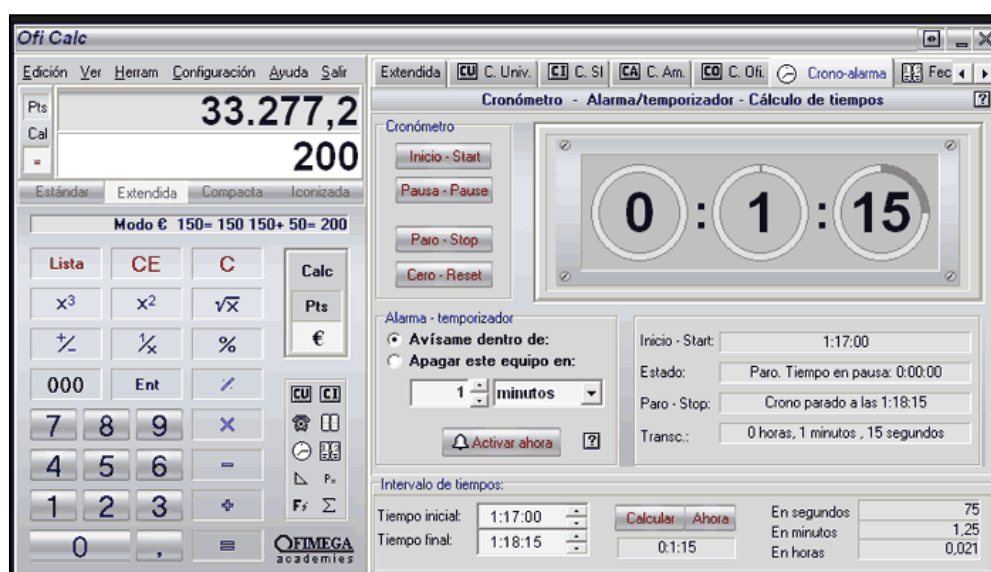 Ofi Calc
Edición Ver Herram Configuración Ayuda Salir
Pts
Cal
=
33.277,2
200
Estándar Extendida Compacta Iconizada
Modo € 150= 150 150+ 50= 200
Lista CE C
x³ x² √x
+/- 1/x %
000 Ent
7 8 9 ×
4 5 6 -
1 2 3 +
0 , =
Calc
Pts
€
CU CI
Σ
OFIMEGA
academies
Extendida CU C. Univ. CI C. SI CA C. Am. CO C. Ofi. Crono-alarma Fec
Cronómetro - Alarma/temporizador - Cálculo de tiempos ?
Cronómetro
Inicio - Start
Pausa - Pause
Paro - Stop
Cero - Reset
0 : 1 : 15
Alarma - temporizador
Avísame dentro de:
Apagar este equipo en:
1 minutos
Activar ahora ?
Inicio - Start: 1:17:00
Estado: Paro. Tiempo en pausa: 0:00:00
Paro - Stop: Crono parado a las 1:18:15
Transc.: 0 horas, 1 minutos , 15 segundos
Intervalo de tiempos:
Tiempo inicial: 1:17:00
Tiempo final: 1:18:15
Calcular Ahora
0:1:15
En segundos 75
En minutos 1,25
En horas 0,021